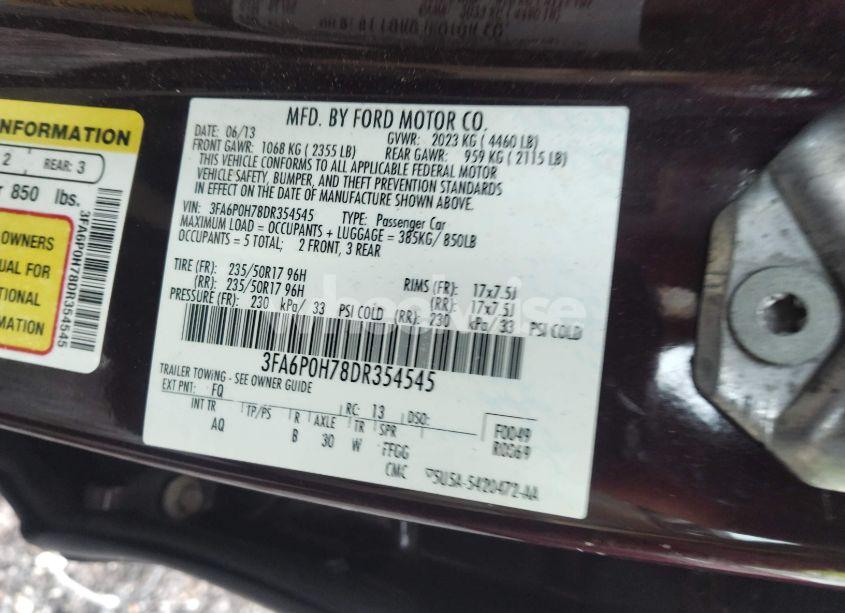 INFORMATION
2 REAR: 3
850 lbs.
OWNERS
UAL FOR
TIONAL
MATION
3FA6P0H78DR354545
MFD. BY FORD MOTOR CO.
DATE: 06/13 GVWR: 2023 KG ( 4460 LB)
FRONT GAWR: 1068 KG ( 2355 LB) REAR GAWR: 959 KG ( 2115 LB)
THIS VEHICLE CONFORMS TO ALL APPLICABLE FEDERAL MOTOR
VEHICLE SAFETY, BUMPER, AND THEFT PREVENTION STANDARDS
IN EFFECT ON THE DATE OF MANUFACTURE SHOWN ABOVE.
VIN: 3FA6P0H78DR354545 TYPE: Passenger Car
MAXIMUM LOAD = OCCUPANTS + LUGGAGE = 385KG/ 850LB
OCCUPANTS = 5 TOTAL; 2 FRONT, 3 REAR
TIRE (FR): 235/50R17 96H RIMS (FR): 17x7.5J
(RR): 235/50R17 96H (RR): 17x7.5J
PRESSURE (FR): 230 kPa/ 33 PSI COLD (RR): 230 kPa/ 33 PSI COLD
3FA6P0H78DR354545
TRAILER TOWING - SEE OWNER GUIDE
EXT PNT: FQ RC: 13 DSO:
INT TR TP/PS R AXLE TR SPR F0049
AQ B 30 W FFGG R0069
CMC 5U5A-5420472-AA